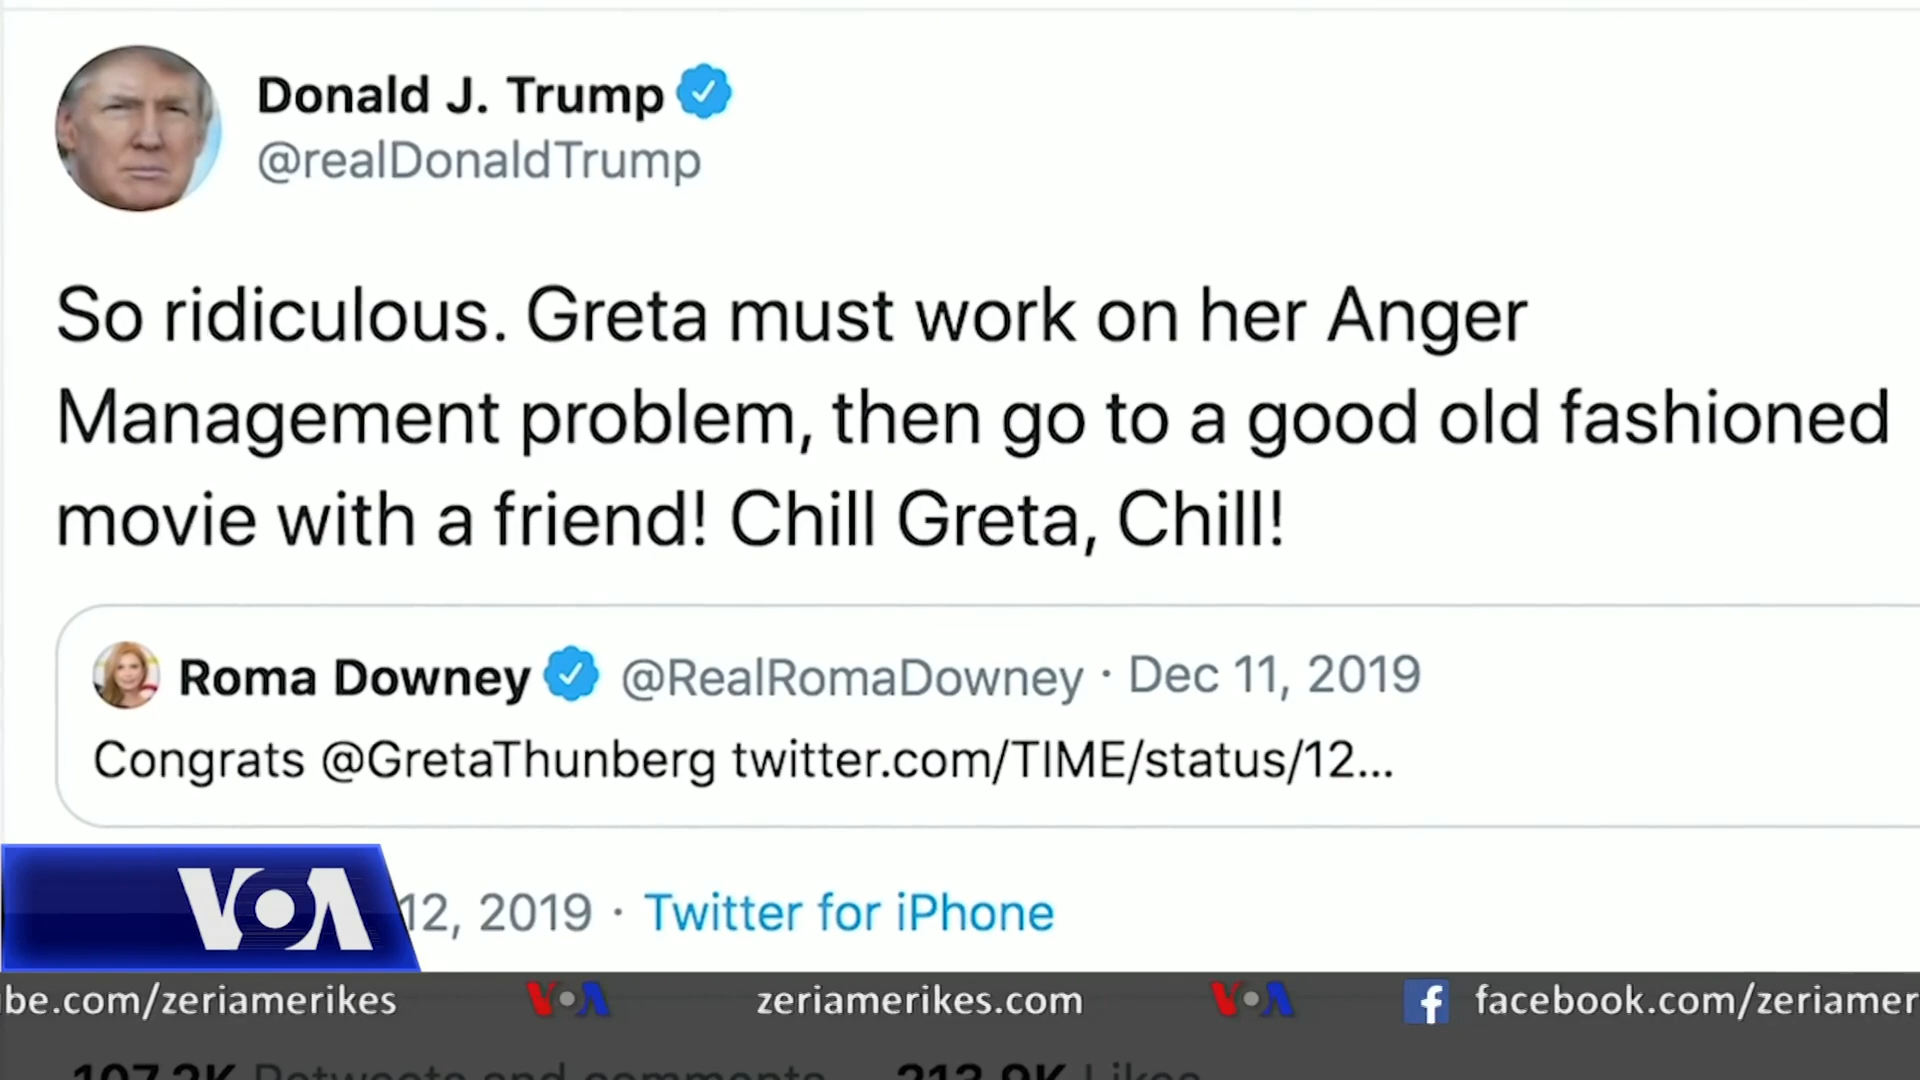 Donald J. Trump
@realDonaldTrump
So ridiculous. Greta must work on her Anger
Management problem, then go to a good old fashioned
movie with a friend! Chill Greta, Chill!
Roma Downey @RealRomaDowney · Dec 11, 2019
Congrats @GretaThunberg twitter.com/TIME/status/12...
VOA 12, 2019 · Twitter for iPhone
be.com/zeriamerikes VOA zeriamerikes.com VOA facebook.com/zeriamer
107.3K Retweets and comments 213.9K Likes